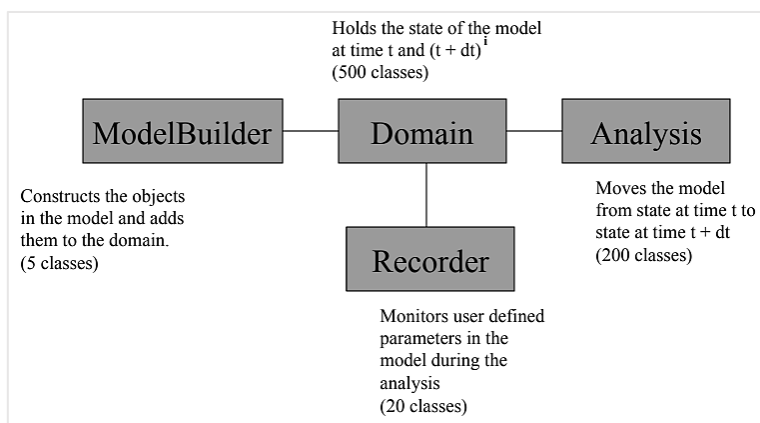 Holds the state of the model
at time t and (t + dt)^i
(500 classes)
ModelBuilder
Domain
Analysis
Constructs the objects
in the model and adds
them to the domain.
(5 classes)
Moves the model
from state at time t to
state at time t + dt
(200 classes)
Recorder
Monitors user defined
parameters in the
model during the
analysis
(20 classes)